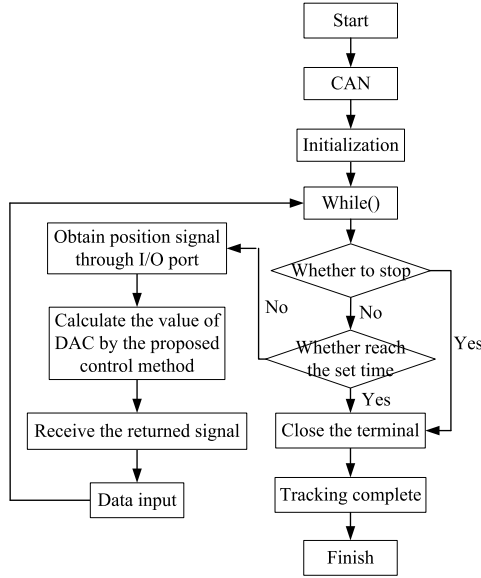 Start
CAN
Initialization
While()
Obtain position signal
through I/O port
Whether to stop
No
No
Yes
Calculate the value of
DAC by the proposed
control method
Whether reach
the set time
Yes
Receive the returned signal
Close the terminal
Data input
Tracking complete
Finish